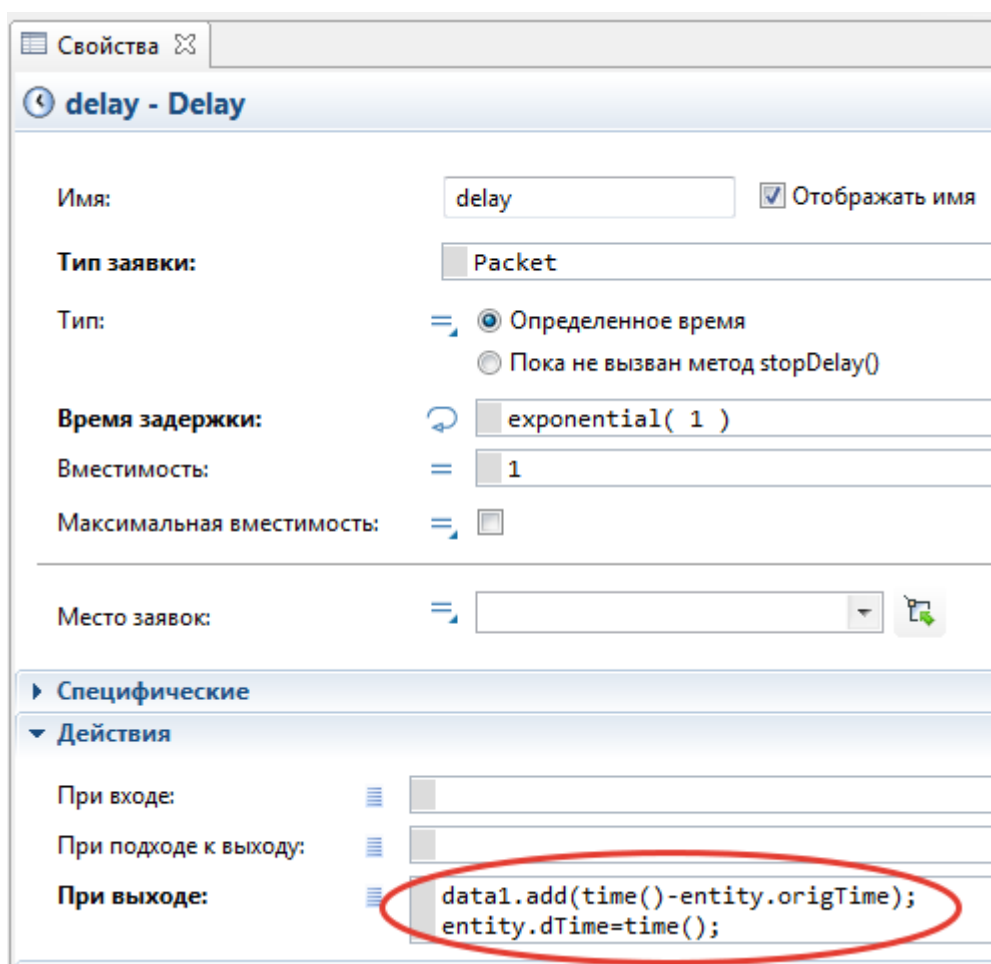 Свойства
delay - Delay
Имя: delay Отображать имя
Тип заявки: Packet
Тип: Определенное время
Пока не вызван метод stopDelay()
Время задержки: exponential( 1 )
Вместимость: 1
Максимальная вместимость:
Место заявок:
Специфические
Действия
При входе:
При подходе к выходу:
При выходе: data1.add(time()-entity.origTime);
entity.dTime=time();